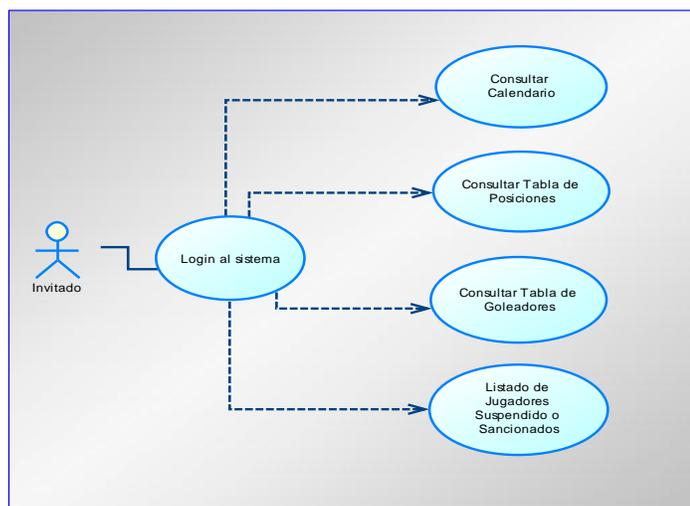 Consultar
Calendario
Consultar Tabla de
Posiciones
Login al sistema
Invitado
Consultar Tabla de
Goleadores
Listado de
Jugadores
Suspendido o
Sancionados